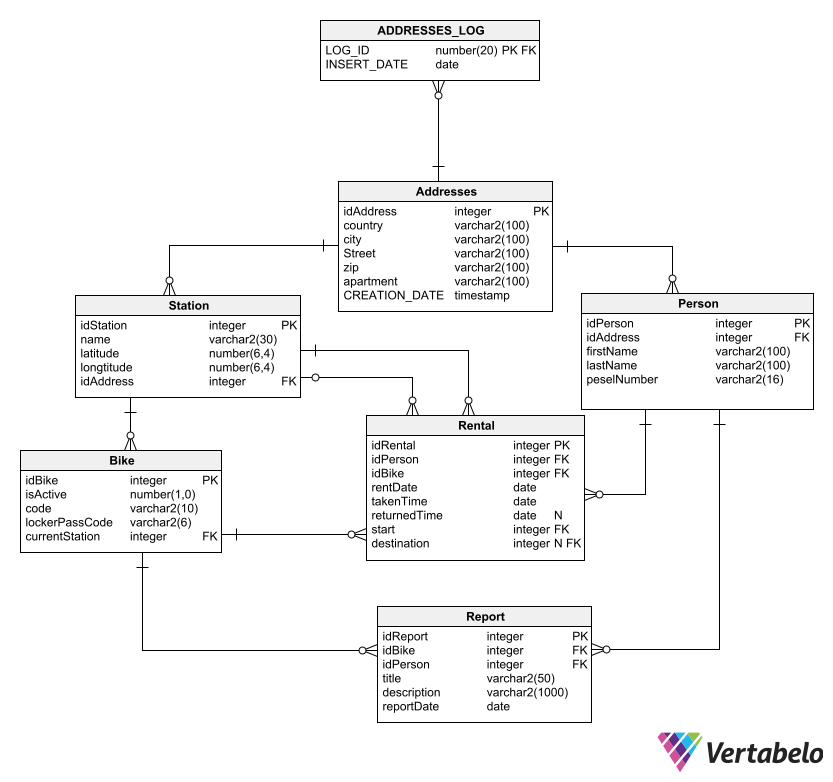 ADDRESSES_LOG
LOG_ID number(20) PK FK
INSERT_DATE date
Addresses
idAddress integer PK
country varchar2(100)
city varchar2(100)
Street varchar2(100)
zip varchar2(100)
apartment varchar2(100)
CREATION_DATE timestamp
Station
idStation integer PK
name varchar2(30)
latitude number(6,4)
longtitude number(6,4)
idAddress integer FK
Person
idPerson integer PK
idAddress integer FK
firstName varchar2(100)
lastName varchar2(100)
peselNumber varchar2(16)
Rental
idRental integer PK
idPerson integer FK
idBike integer FK
rentDate date
takenTime date
returnedTime date N
start integer FK
destination integer N FK
Bike
idBike integer PK
isActive number(1,0)
code varchar2(10)
lockerPassCode varchar2(6)
currentStation integer FK
Report
idReport integer PK
idBike integer FK
idPerson integer FK
title varchar2(50)
description varchar2(1000)
reportDate date
Vertabelo